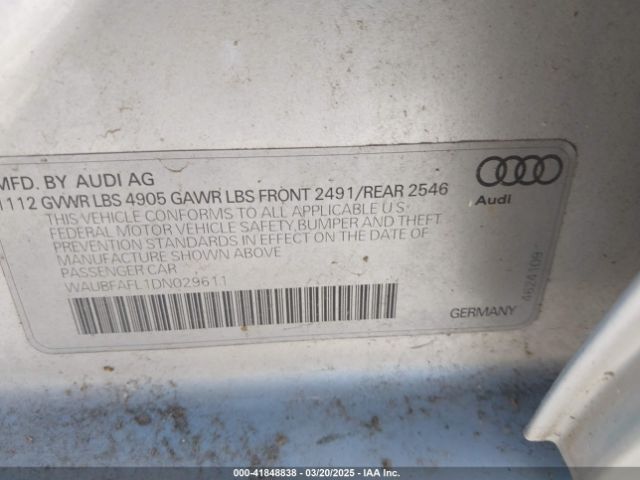 MFD. BY AUDI AG
1112 GVWR LBS 4905 GAWR LBS FRONT 2491/REAR 2546
THIS VEHICLE CONFORMS TO ALL APPLICABLE U.S.
FEDERAL MOTOR VEHICLE SAFETY, BUMPER AND THEFT
PREVENTION STANDARDS IN EFFECT ON THE DATE OF
MANUFACTURE SHOWN ABOVE
PASSENGER CAR
WAUBFAFL1DN029611
Audi
4624109
GERMANY
000-41848838 - 03/20/2025 - IAA Inc.